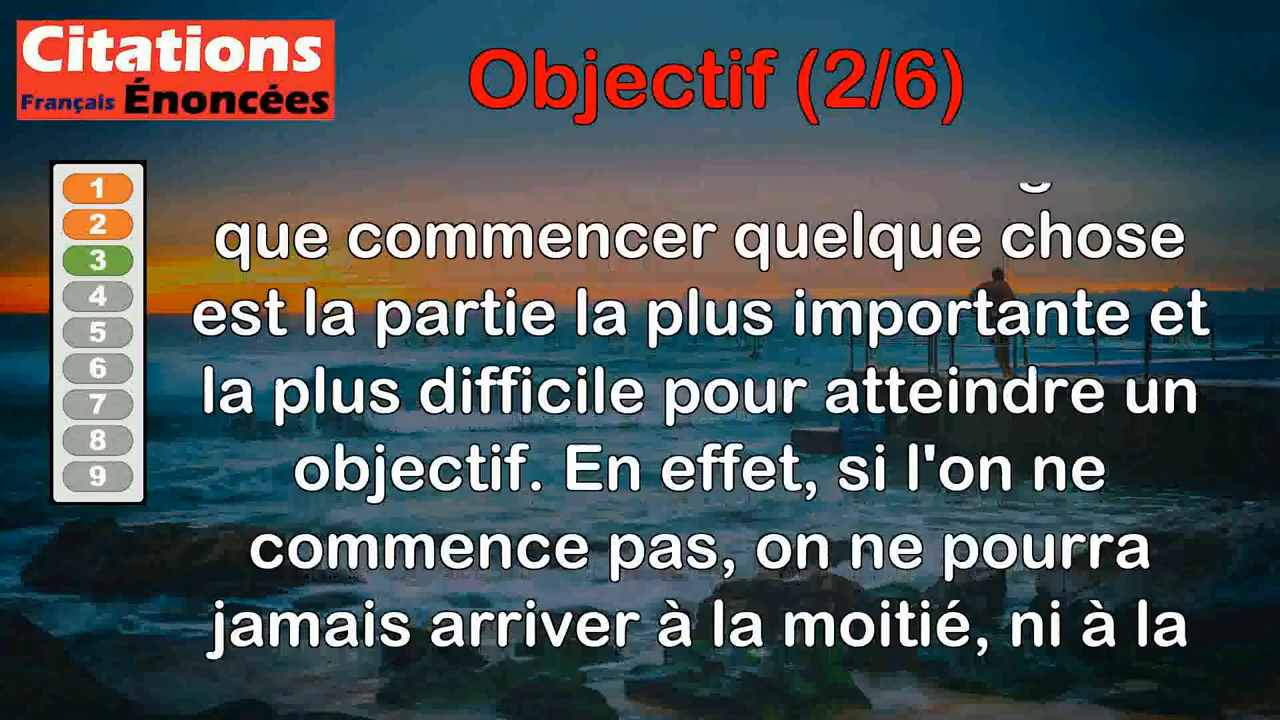 Citations
Français Énoncées
Objectif (2/6)
1
2
3
4
5
6
7
8
9
que commencer quelque chose
est la partie la plus importante et
la plus difficile pour atteindre un
objectif. En effet, si l'on ne
commence pas, on ne pourra
jamais arriver à la moitié, ni à la